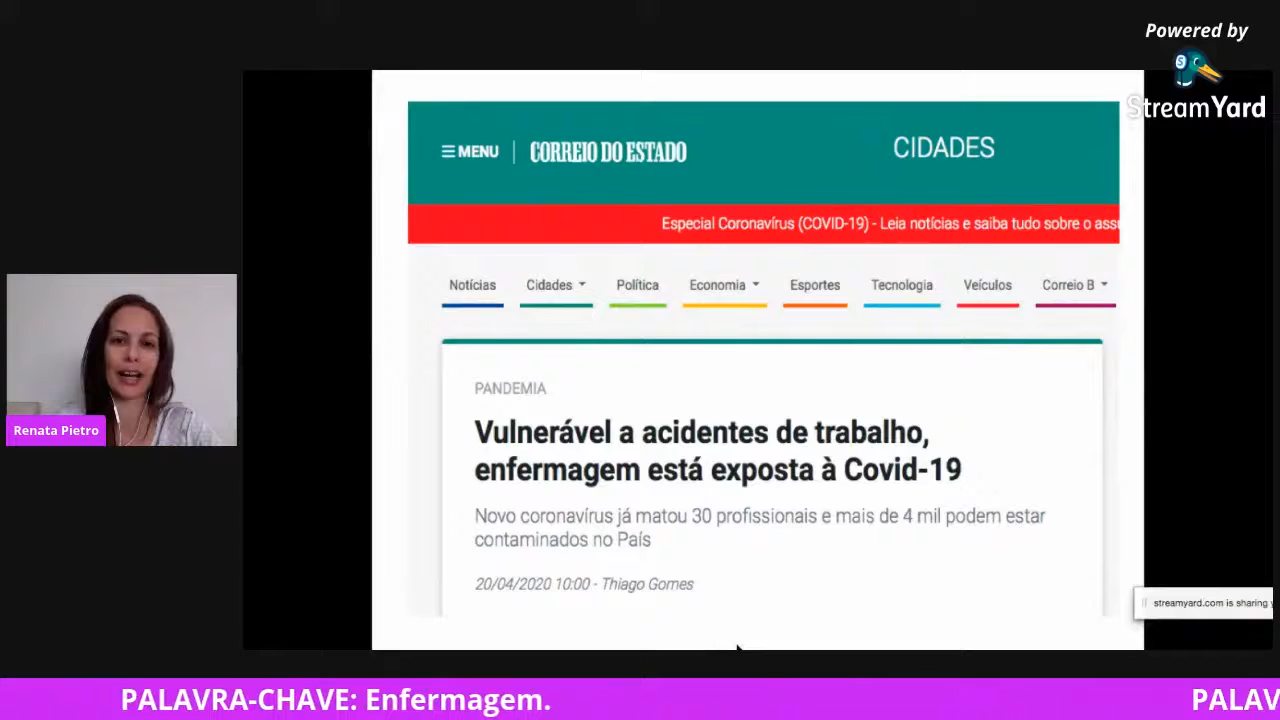 Powered by
StreamYard
MENU
CORREIO DO ESTADO
CIDADES
Especial Coronavírus (COVID-19) - Leia notícias e saiba tudo sobre o
Notícias
Cidades
Política
Economia
Esportes
Tecnologia
Veículos
Correio B
PANDEMIA
Vulnerável a acidentes de trabalho,
enfermagem está exposta à Covid-19
Novo coronavírus já matou 30 profissionais e mais de 4 mil podem estar
contaminados no País
20/04/2020 10:00 - Thiago Gomes
Renata Pietro
streamyard.com is sharing
PALAVRA-CHAVE: Enfermagem.
PALAV